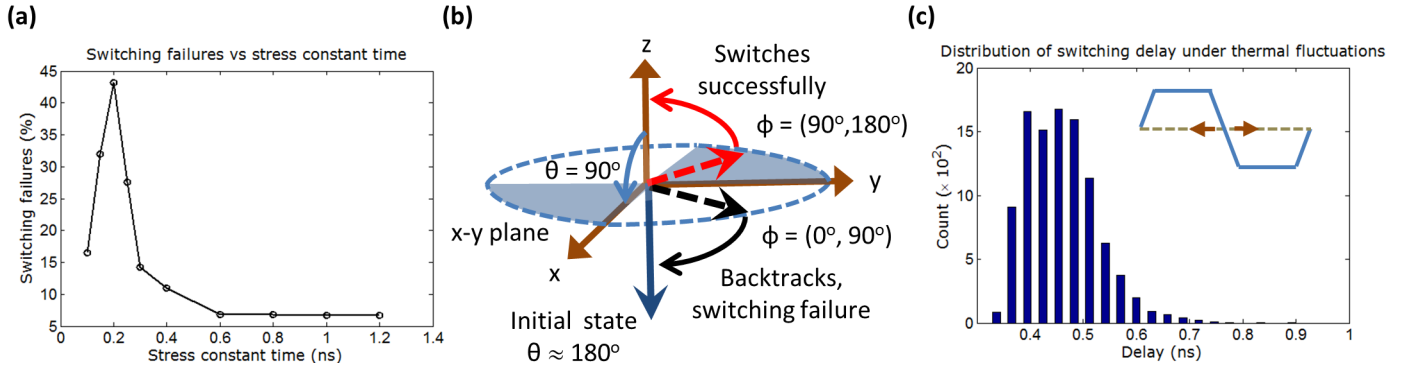 (a)
Switching failures vs stress constant time
Switching failures (%)
45
40
35
30
25
20
15
10
5
0
0.2
0.4
0.6
0.8
1.0
1.2
1.4
Stress constant time (ns)
(b)
z
Switches
successfully
ϕ = (90°,180°)
θ = 90°
y
x-y plane
x
ϕ = (0°, 90°)
Backtracks,
switching failure
Initial state
θ ≈ 180°
(c)
Distribution of switching delay under thermal fluctuations
Count (× 10⁻²)
20
15
10
5
0
0.4
0.5
0.6
0.7
0.8
0.9
1
Delay (ns)